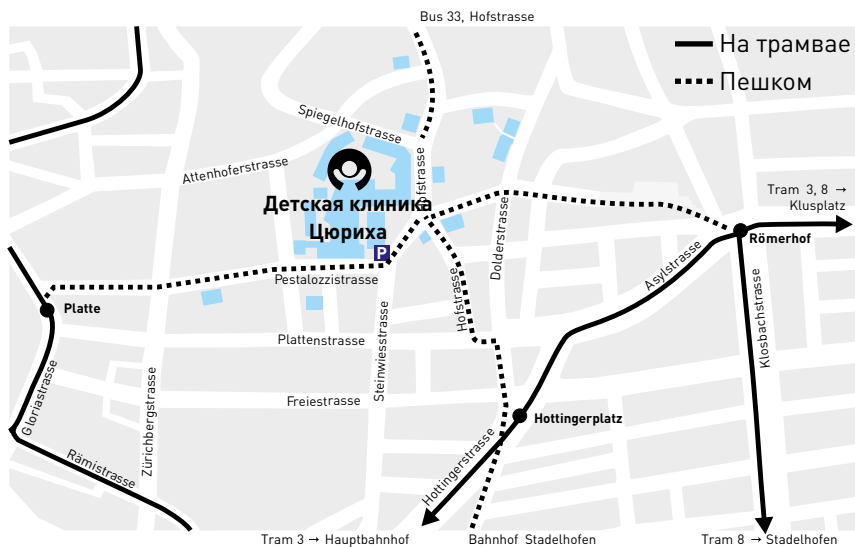 Bus 33, Hofstrasse
На трамвае
Пешком
Spiegelhofstrasse
Attenhoferstrasse
Hofstrasse
Детская клиника
Цюриха
P
Tram 3, 8 →
Klusplatz
Römerhof
Dolderstrasse
Asylstrasse
Pestalozzistrasse
Hofstrasse
Platte
Plattenstrasse
Steinwiesstrasse
Klosbachstrasse
Gloriastrasse
Zürichbergstrasse
Freiestrasse
Hottingerplatz
Hottingerstrasse
Rämistrasse
Tram 3 → Hauptbahnhof
Bahnhof Stadelhofen
Tram 8 → Stadelhofen